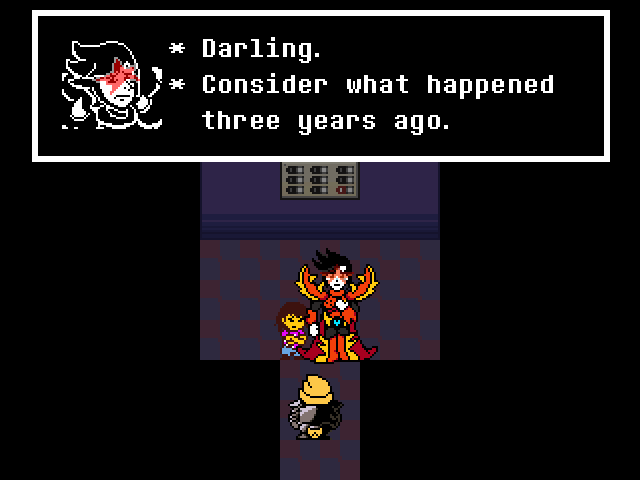 * Darling.
* Consider what happened
three years ago.